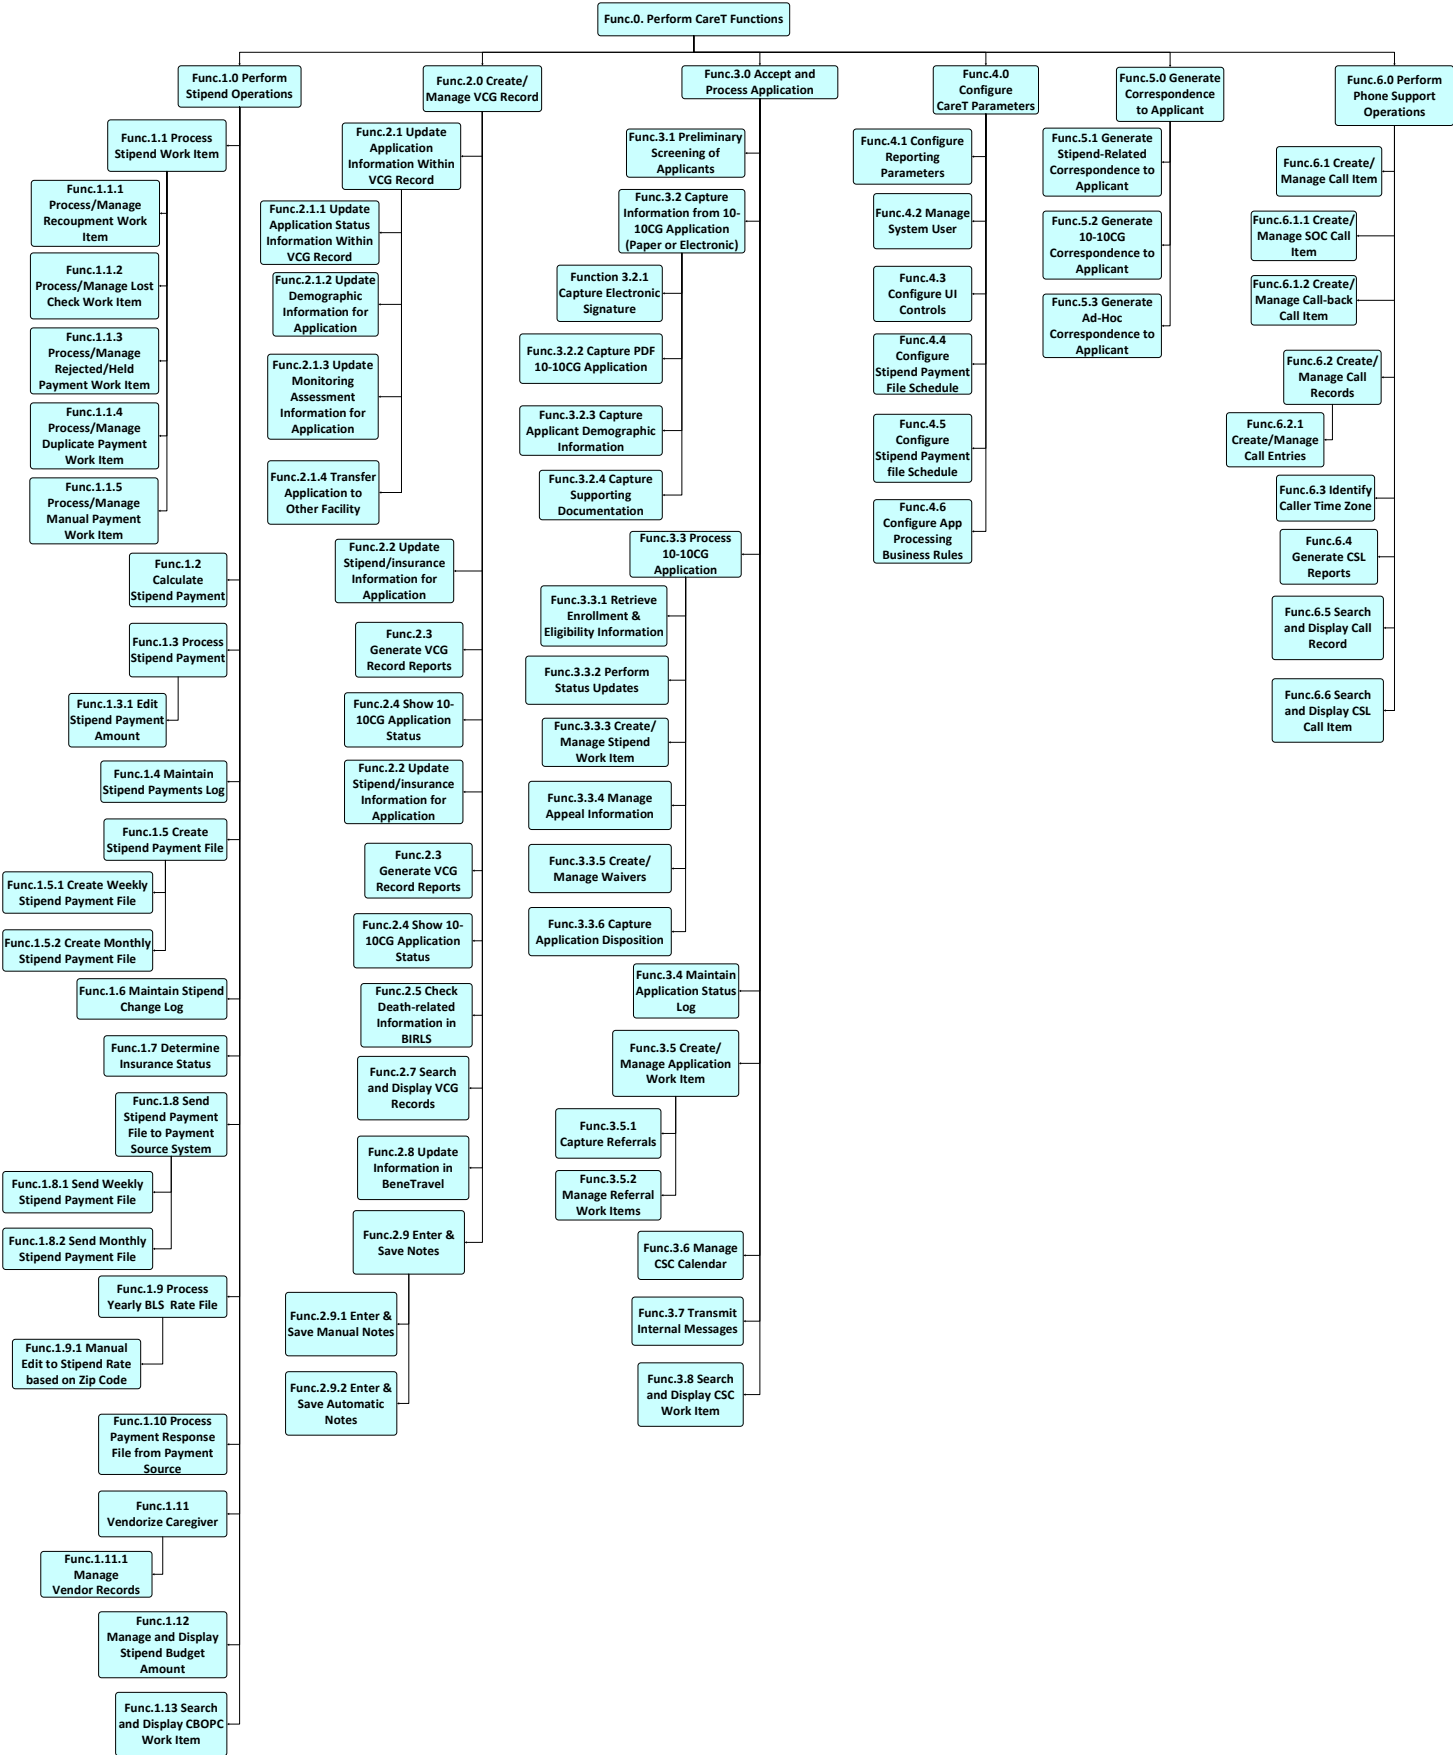 Func.0. Perform CareT Functions
Func.1.0 Perform
Stipend Operations
Func.1.1 Process
Stipend Work Item
Func.1.1.1
Process/Manage
Recoupment Work
Item
Func.1.1.2
Process/Manage Lost
Check Work Item
Func.1.1.3
Process/Manage
Rejected/Held
Payment Work Item
Func.1.1.4
Process/Manage
Duplicate Payment
Work Item
Func.1.1.5
Process/Manage
Manual Payment
Work Item
Func.1.2
Calculate
Stipend Payment
Func.1.3 Process
Stipend Payment
Func.1.3.1 Edit
Stipend Payment
Amount
Func.1.4 Maintain
Stipend Payments Log
Func.1.5 Create
Stipend Payment File
Func.1.5.1 Create Weekly
Stipend Payment File
Func.1.5.2 Create Monthly
Stipend Payment File
Func.1.6 Maintain Stipend
Change Log
Func.1.7 Determine
Insurance Status
Func.1.8 Send
Stipend Payment
File to Payment
Source System
Func.1.8.1 Send Weekly
Stipend Payment File
Func.1.8.2 Send Monthly
Stipend Payment File
Func.1.9 Process
Yearly BLS  Rate File
Func.1.9.1 Manual
Edit to Stipend Rate
based on Zip Code
Func.1.10 Process
Payment Response
File from Payment
Source
Func.1.11
Vendorize Caregiver
Func.1.11.1
Manage
Vendor Records
Func.1.12
Manage and Display
Stipend Budget
Amount
Func.1.13 Search
and Display CBOPC
Work Item
Func.2.0 Create/
Manage VCG Record
Func.2.1 Update
Application
Information Within
VCG Record
Func.2.1.1 Update
Application Status
Information Within
VCG Record
Func.2.1.2 Update
Demographic
Information for
Application
Func.2.1.3 Update
Monitoring
Assessment
Information for
Application
Func.2.1.4 Transfer
Application to
Other Facility
Func.2.2 Update
Stipend/insurance
Information for
Application
Func.2.3
Generate VCG
Record Reports
Func.2.4 Show 10-
10CG Application
Status
Func.2.2 Update
Stipend/insurance
Information for
Application
Func.2.3
Generate VCG
Record Reports
Func.2.4 Show 10-
10CG Application
Status
Func.2.5 Check
Death-related
Information in
BIRLS
Func.2.7 Search
and Display VCG
Records
Func.2.8 Update
Information in
BeneTravel
Func.2.9 Enter &
Save Notes
Func.2.9.1 Enter &
Save Manual Notes
Func.2.9.2 Enter &
Save Automatic
Notes
Func.3.0 Accept and
Process Application
Func.3.1 Preliminary
Screening of
Applicants
Func.3.2 Capture
Information from 10-
10CG Application
(Paper or Electronic)
Function 3.2.1
Capture Electronic
Signature
Func.3.2.2 Capture PDF
10-10CG Application
Func.3.2.3 Capture
Applicant Demographic
Information
Func.3.2.4 Capture
Supporting
Documentation
Func.3.3 Process
10-10CG
Application
Func.3.3.1 Retrieve
Enrollment &
Eligibility Information
Func.3.3.2 Perform
Status Updates
Func.3.3.3 Create/
Manage Stipend
Work Item
Func.3.3.4 Manage
Appeal Information
Func.3.3.5 Create/
Manage Waivers
Func.3.3.6 Capture
Application Disposition
Func.3.4 Maintain
Application Status
Log
Func.3.5 Create/
Manage Application
Work Item
Func.3.5.1
Capture Referrals
Func.3.5.2
Manage Referral
Work Items
Func.3.6 Manage
CSC Calendar
Func.3.7 Transmit
Internal Messages
Func.3.8 Search
and Display CSC
Work Item
Func.4.0
Configure
CareT Parameters
Func.4.1 Configure
Reporting
Parameters
Func.4.2 Manage
System User
Func.4.3
Configure UI
Controls
Func.4.4
Configure
Stipend Payment
File Schedule
Func.4.5
Configure
Stipend Payment
file Schedule
Func.4.6
Configure App
Processing
Business Rules
Func.5.0 Generate
Correspondence
to Applicant
Func.5.1 Generate
Stipend-Related
Correspondence to
Applicant
Func.5.2 Generate
10-10CG
Correspondence to
Applicant
Func.5.3 Generate
Ad-Hoc
Correspondence to
Applicant
Func.6.0 Perform
Phone Support
Operations
Func.6.1 Create/
Manage Call Item
Func.6.1.1 Create/
Manage SOC Call
Item
Func.6.1.2 Create/
Manage Call-back
Call Item
Func.6.2 Create/
Manage Call
Records
Func.6.2.1
Create/Manage
Call Entries
Func.6.3 Identify
Caller Time Zone
Func.6.4
Generate CSL
Reports
Func.6.5 Search
and Display Call
Record
Func.6.6 Search
and Display CSL
Call Item